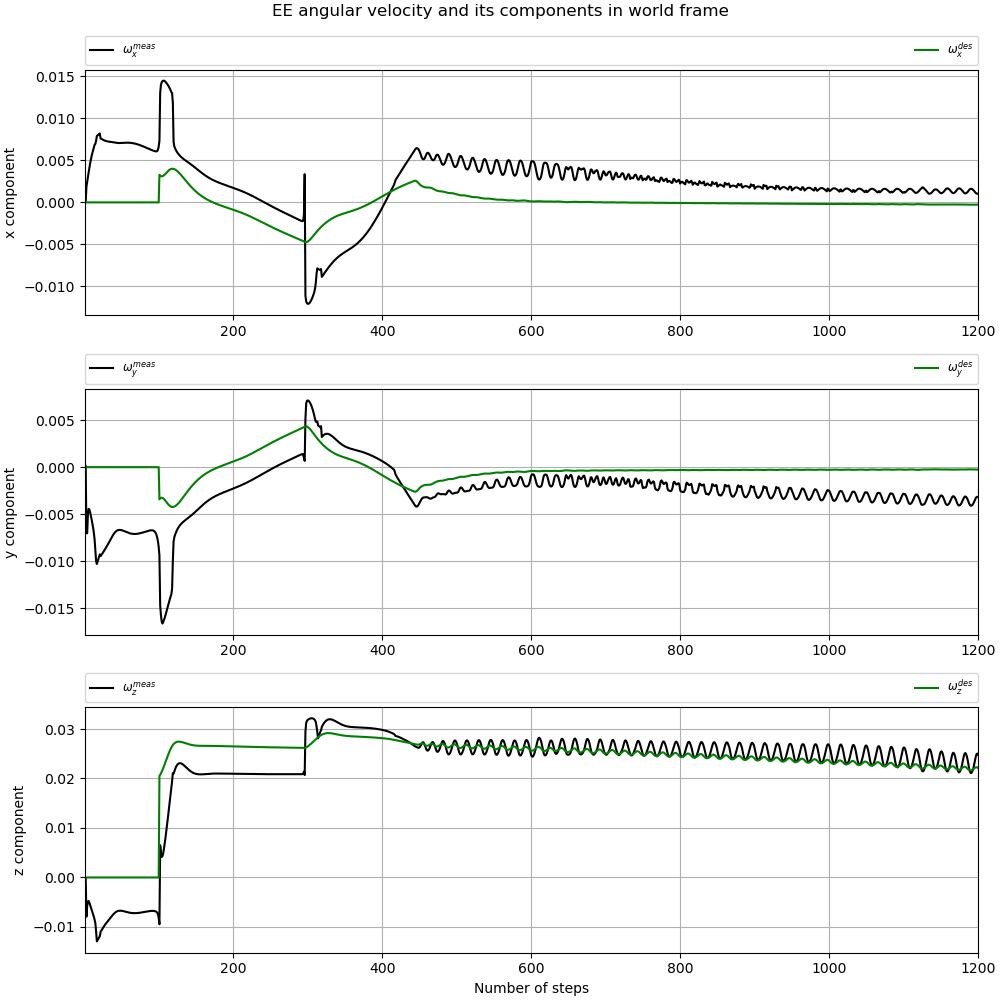 EE angular velocity and its components in world frame
ω_x^meas ω_x^des
0.015
0.010
0.005
0.000
−0.005
−0.010
x component
200 400 600 800 1000 1200
ω_y^meas ω_y^des
0.005
0.000
−0.005
−0.010
−0.015
y component
200 400 600 800 1000 1200
ω_z^meas ω_z^des
0.03
0.02
0.01
0.00
−0.01
z component
200 400 600 800 1000 1200
Number of steps